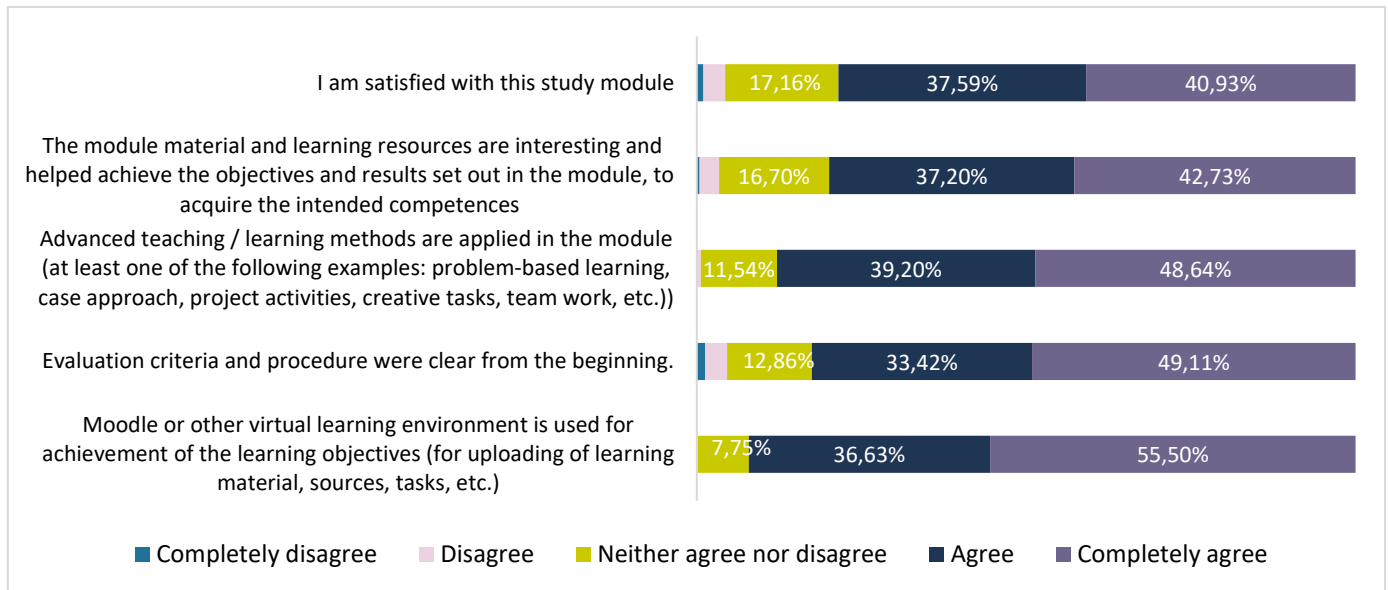 I am satisfied with this study module
17,16%
37,59%
40,93%
The module material and learning resources are interesting and
helped achieve the objectives and results set out in the module, to
acquire the intended competences
16,70%
37,20%
42,73%
Advanced teaching / learning methods are applied in the module
(at least one of the following examples: problem-based learning,
case approach, project activities, creative tasks, team work, etc.))
11,54%
39,20%
48,64%
Evaluation criteria and procedure were clear from the beginning.
12,86%
33,42%
49,11%
Moodle or other virtual learning environment is used for
achievement of the learning objectives (for uploading of learning
material, sources, tasks, etc.)
7,75%
36,63%
55,50%
Completely disagree
Disagree
Neither agree nor disagree
Agree
Completely agree